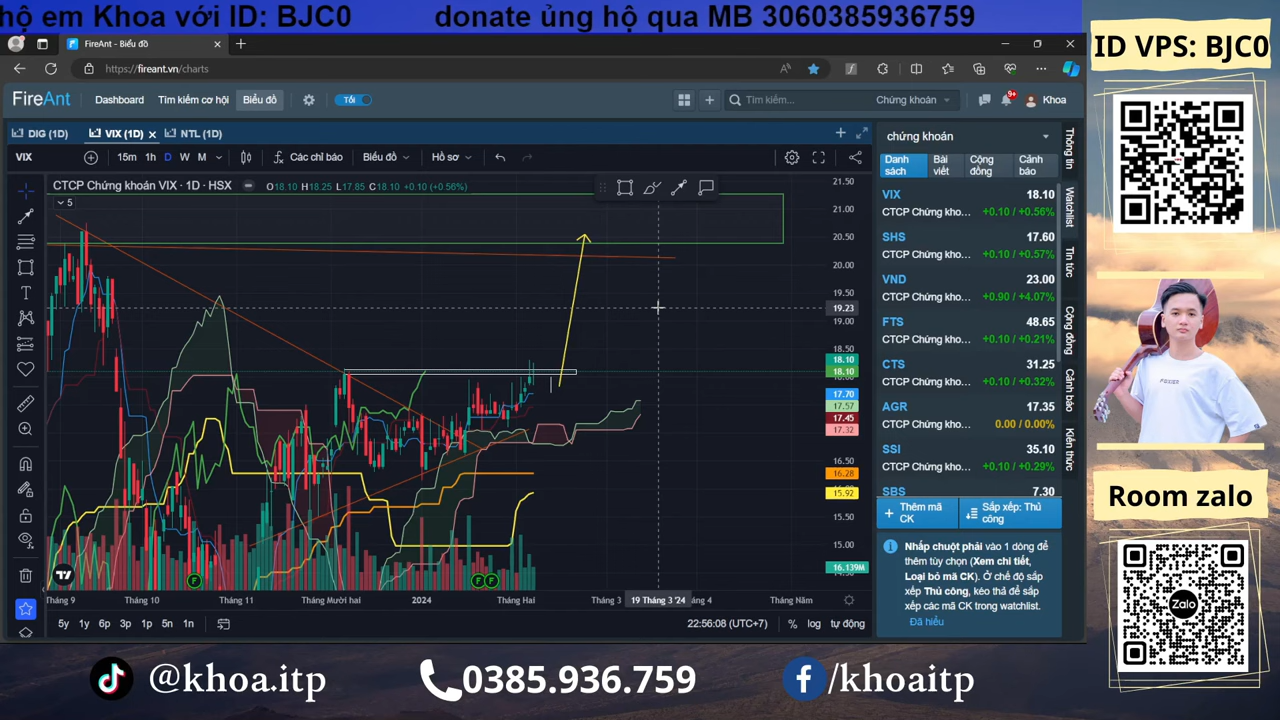 hộ em Khoa với ID: BJC0 donate ủng hộ qua MB 3060385936759
ID VPS: BJC0
FireAnt - Biểu đồ
https://fireant.vn/charts
FireAnt Dashboard Tìm kiếm cơ hội Biểu đồ Tối Tìm kiếm... Chứng khoán 9+ Khoa
DIG (1D) VIX (1D) NTL (1D)
VIX 15m 1h D W M Các chỉ báo Biểu đồ Hồ sơ
CTCP Chứng khoán VIX · 1D · HSX O18.10 H18.25 L17.85 C18.10 +0.10 (+0.56%)
5
21.50
21.00
20.50
20.00
19.50
19.23
19.00
18.50
18.10
18.10
17.70
17.57
17.45
17.32
16.50
16.28
15.92
15.50
15.00
16.139M
F F F
Tháng 9 Tháng 10 Tháng 11 Tháng Mười hai 2024 Tháng Hai Tháng 3 19 Tháng 3 '24 4 Tháng Năm
5y 1y 6p 3p 1p 5n 1n 22:56:08 (UTC+7) % log tự động
chứng khoán
Danh sách
Bài viết
Cộng đồng
Cảnh báo
VIX 18.10
CTCP Chứng kho... +0.10 / +0.56%
SHS 17.60
CTCP Chứng kho... +0.10 / +0.57%
VND 23.00
CTCP Chứng kho... +0.90 / +4.07%
FTS 48.65
CTCP Chứng kho... +0.10 / +0.21%
CTS 31.25
CTCP Chứng kho... +0.10 / +0.32%
AGR 17.35
CTCP Chứng kho... 0.00 / 0.00%
SSI 35.10
CTCP Chứng kho... +0.10 / +0.29%
SBS 7.30
Thêm mã CK
Sắp xếp: Thủ công
Nhấp chuột phải vào 1 dòng để
thêm tùy chọn (Xem chi tiết,
Loại bỏ mã CK). Ở chế độ sắp
xếp Thủ công, kéo thả để sắp
xếp các mã CK trong watchlist.
Đã hiểu
Thông tin
Watchlist
Tin tức
Cộng đồng
Cảnh báo
Kiến thức
Room zalo
Zalo
@khoa.itp 0385.936.759 /khoaitp